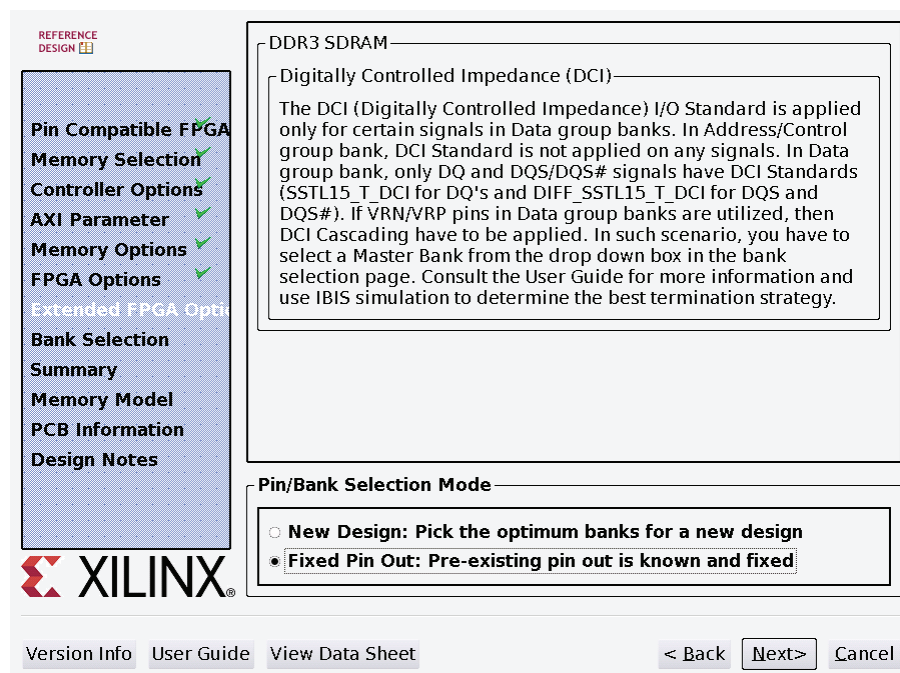 REFERENCE
DESIGN
Pin Compatible FPGA
Memory Selection
Controller Options
AXI Parameter
Memory Options
FPGA Options
Extended FPGA Optio
Bank Selection
Summary
Memory Model
PCB Information
Design Notes
XILINX®
DDR3 SDRAM
Digitally Controlled Impedance (DCI)
The DCI (Digitally Controlled Impedance) I/O Standard is applied
only for certain signals in Data group banks. In Address/Control
group bank, DCI Standard is not applied on any signals. In Data
group bank, only DQ and DQS/DQS# signals have DCI Standards
(SSTL15_T_DCI for DQ's and DIFF_SSTL15_T_DCI for DQS and
DQS#). If VRN/VRP pins in Data group banks are utilized, then
DCI Cascading have to be applied. In such scenario, you have to
select a Master Bank from the drop down box in the bank
selection page. Consult the User Guide for more information and
use IBIS simulation to determine the best termination strategy.
Pin/Bank Selection Mode
New Design: Pick the optimum banks for a new design
Fixed Pin Out: Pre-existing pin out is known and fixed
Version Info User Guide View Data Sheet < Back Next> Cancel